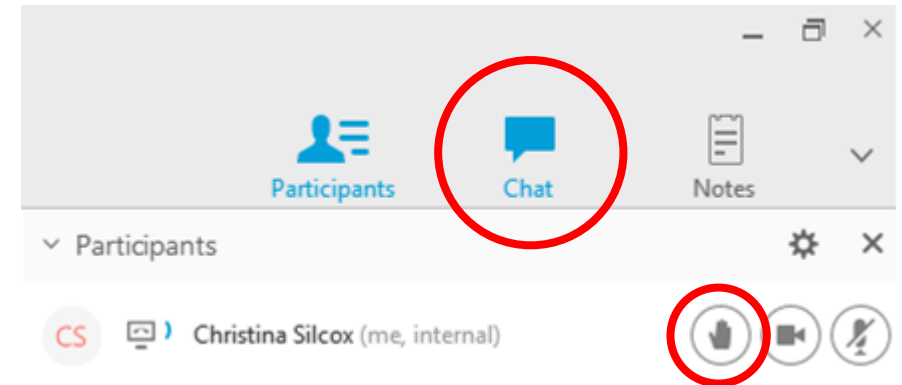 Participants Chat Notes
Participants
CS Christina Silcox (me, internal)